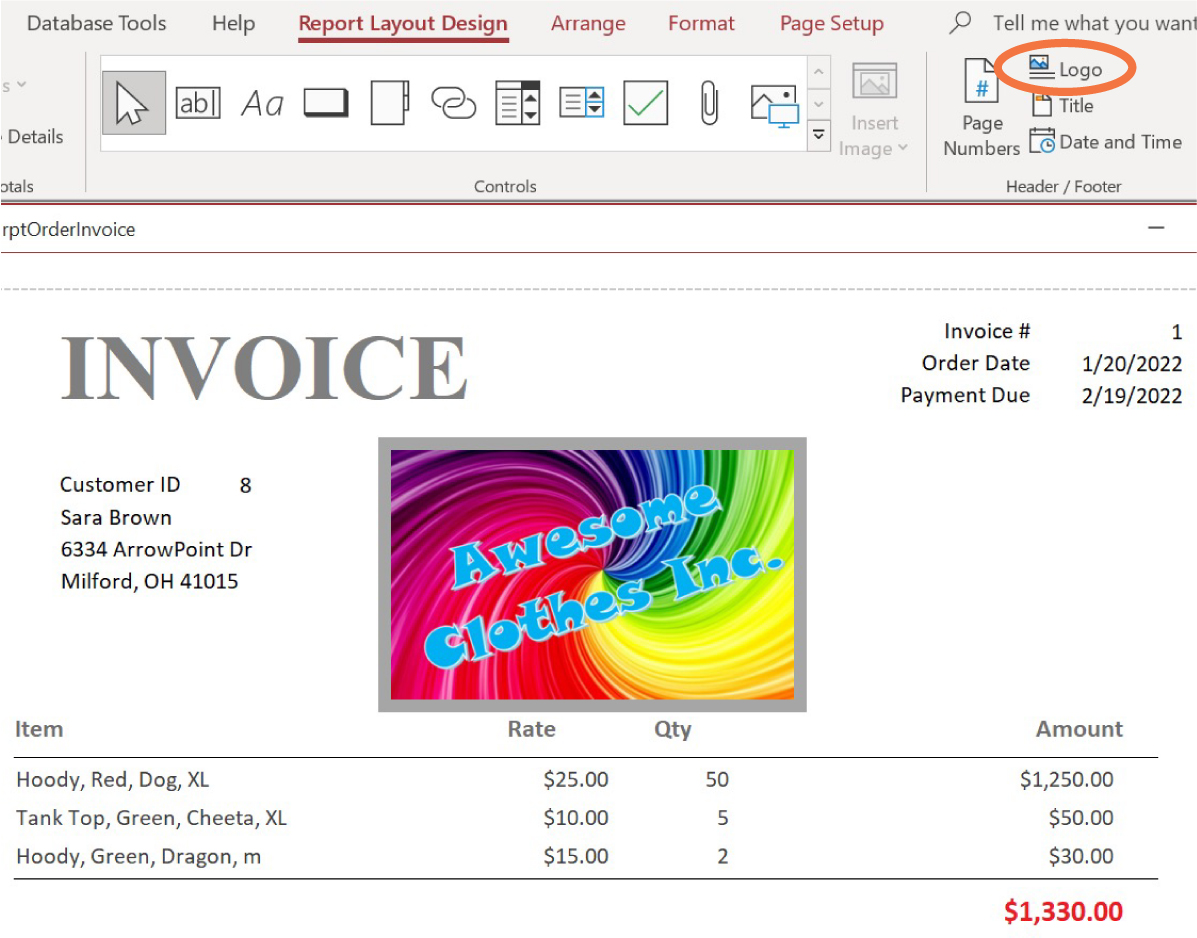 Database Tools Help Report Layout Design Arrange Format Page Setup Tell me what you want
s
Details
otals
ab
Aa
Controls
Insert
Image
#
Page
Numbers
Logo
Title
Date and Time
Header / Footer
rptOrderInvoice
INVOICE
Invoice # 1
Order Date 1/20/2022
Payment Due 2/19/2022
Customer ID 8
Sara Brown
6334 ArrowPoint Dr
Milford, OH 41015
Awesome
Clothes Inc.
Item Rate Qty Amount
Hoody, Red, Dog, XL $25.00 50 $1,250.00
Tank Top, Green, Cheeta, XL $10.00 5 $50.00
Hoody, Green, Dragon, m $15.00 2 $30.00
$1,330.00